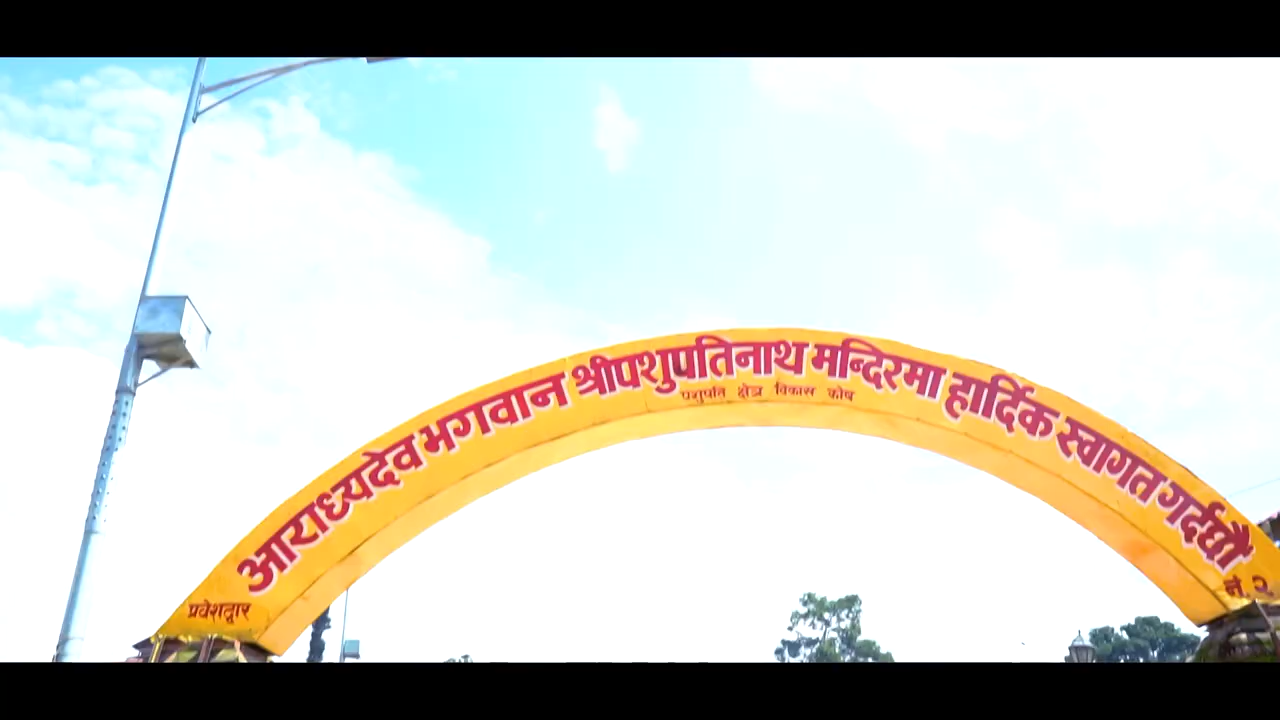 आराध्यदेव भगवान श्रीपशुपतिनाथ मन्दिरमा हार्दिक स्वागत गर्दछौं
पशुपति क्षेत्र विकास कोष
प्रवेशद्वार
नं. २